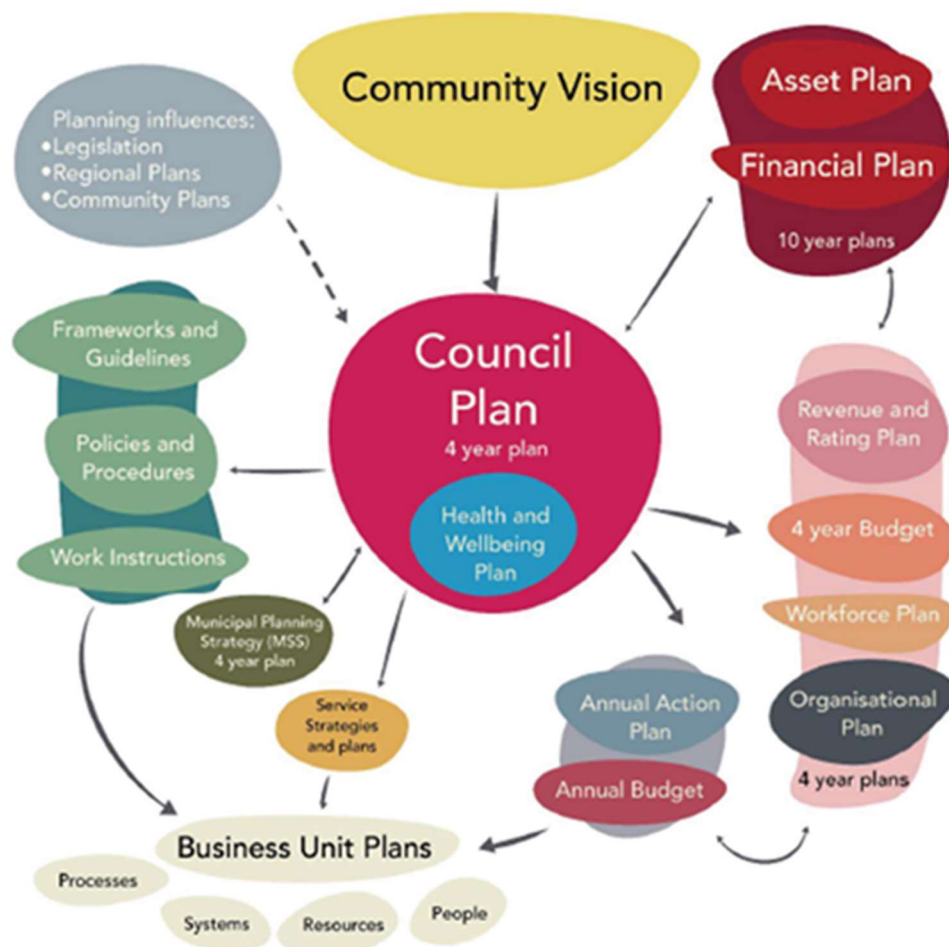 Community Vision
Asset Plan
Financial Plan
10 year plans
Planning influences:
•Legislation
•Regional Plans
•Community Plans
Frameworks and
Guidelines
Policies and
Procedures
Work Instructions
Council
Plan
4 year plan
Health and
Wellbeing
Plan
Revenue and
Rating Plan
4 year Budget
Workforce Plan
Organisational
Plan
4 year plans
Municipal Planning
Strategy (MSS)
4 year plan
Service
Strategies
and plans
Annual Action
Plan
Annual Budget
Business Unit Plans
Processes
Systems
Resources
People